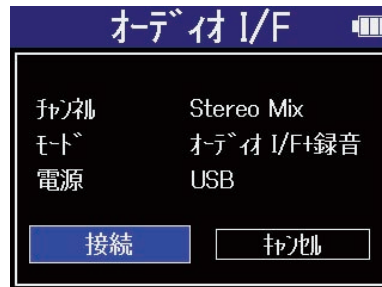 オーディオ I/F
ﾁｬﾝﾈﾙ Stereo Mix
ﾓｰﾄﾞ ｵｰﾃﾞｨｵ I/F+録音
電源 USB
接続 ｷｬﾝｾﾙ